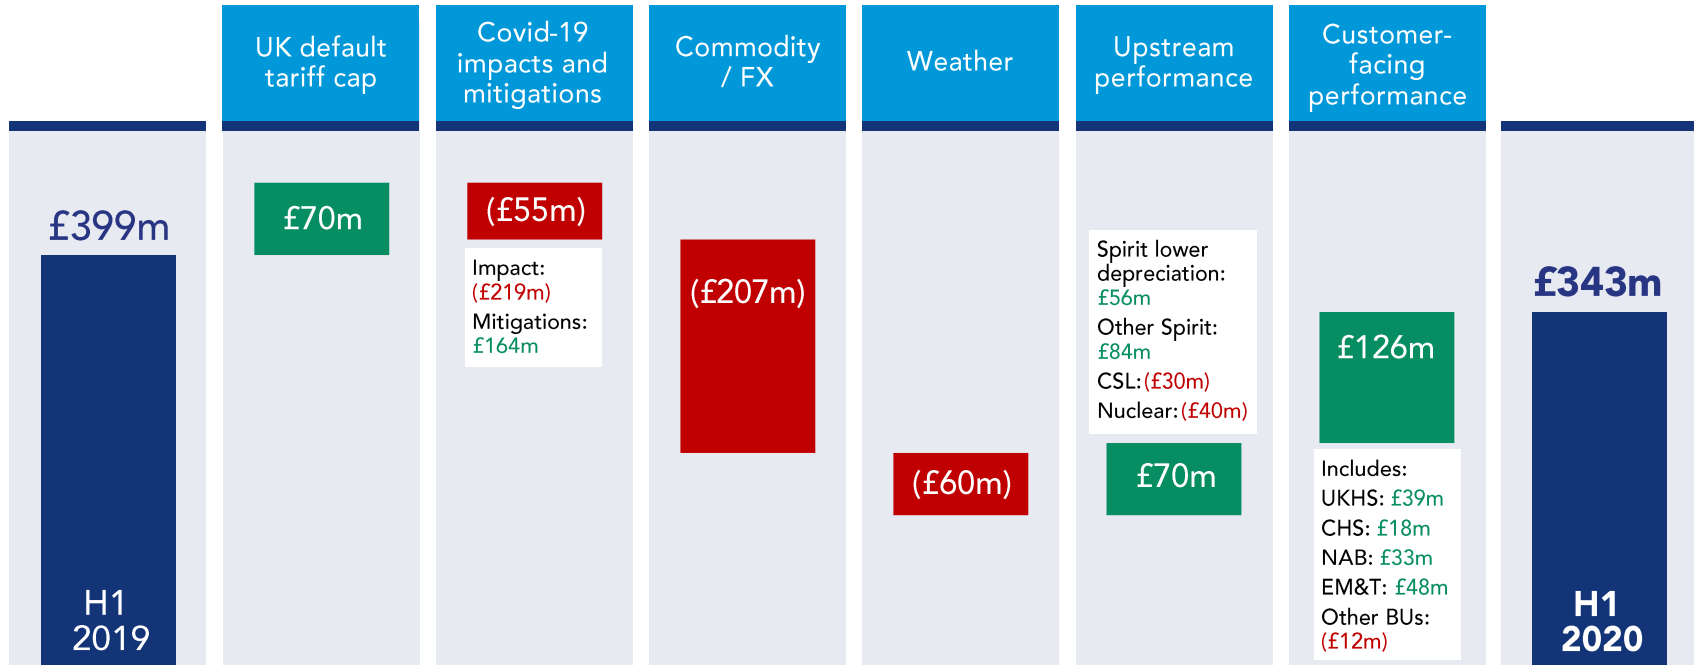 £399m
H1
2019
UK default
tariff cap
£70m
Covid-19
impacts and
mitigations
(£55m)
Impact:
(£219m)
Mitigations:
£164m
Commodity
/ FX
(£207m)
Weather
(£60m)
Upstream
performance
Spirit lower
depreciation:
£56m
Other Spirit:
£84m
CSL: (£30m)
Nuclear: (£40m)
£70m
Customer-
facing
performance
£126m
Includes:
UKHS: £39m
CHS: £18m
NAB: £33m
EM&T: £48m
Other BUs:
(£12m)
£343m
H1
2020